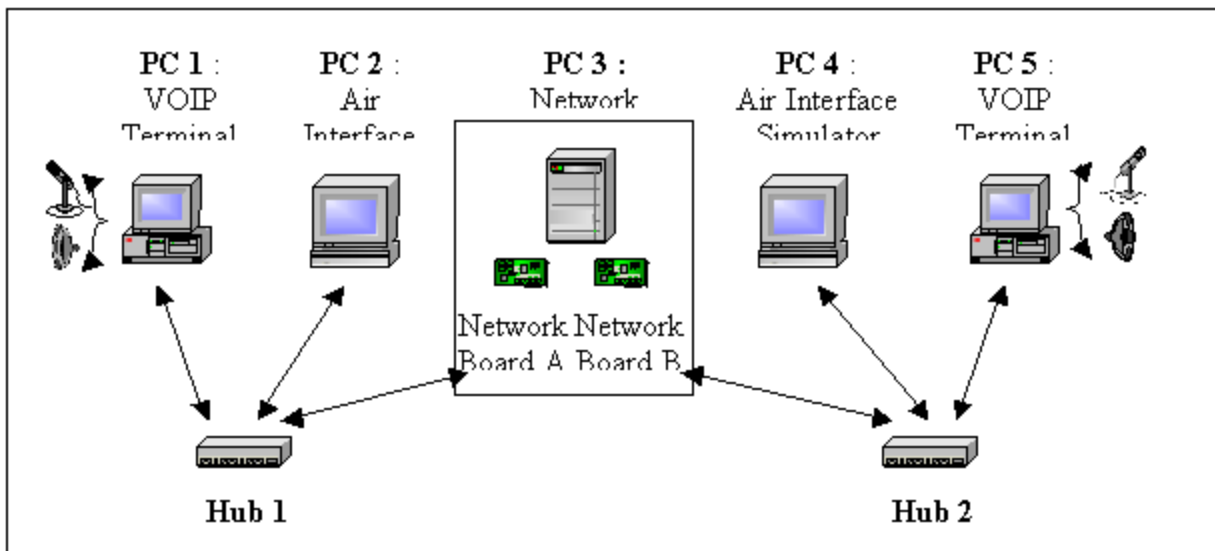 PC 1 :
VOIP
Terminal
PC 2 :
Air
Interface
PC 3 :
Network
PC 4 :
Air Interface
Simulator
PC 5 :
VOIP
Terminal
Network Network
Board A Board B
Hub 1
Hub 2